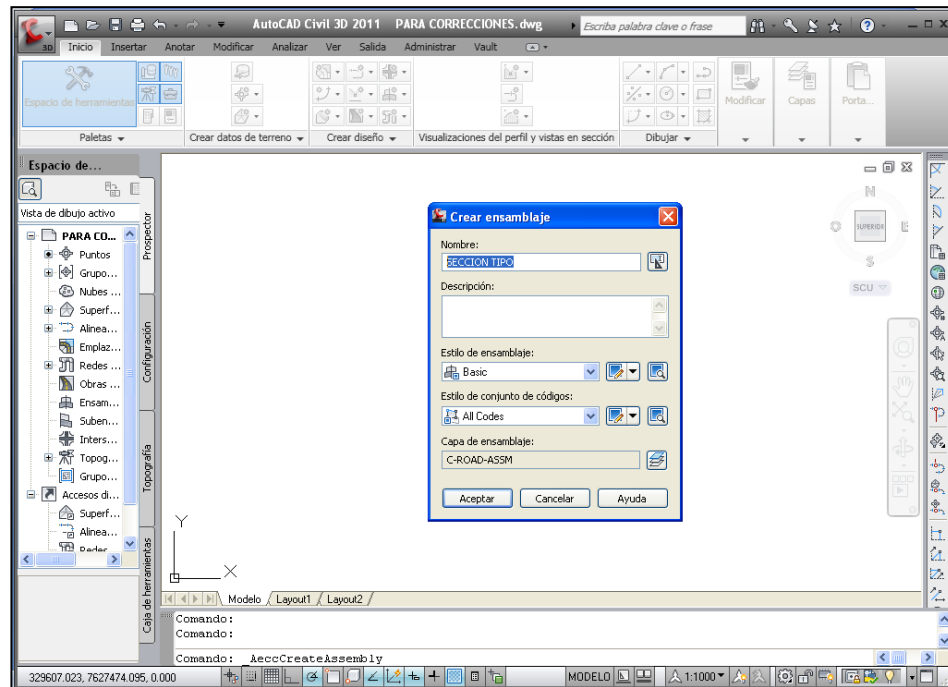 AutoCAD Civil 3D 2011 PARA CORRECCIONES.dwg Escriba palabra clave o frase
3D Inicio Insertar Anotar Modificar Analizar Ver Salida Administrar Vault
Espacio de herramientas Modificar Capas Porta...
Paletas Crear datos de terreno Crear diseño Visualizaciones del perfil y vistas en sección Dibujar
Espacio de...
Vista de dibujo activo
PARA CO...
Puntos
Grupo...
Nubes ...
Superf...
Alinea...
Emplaz...
Redes ...
Obras ...
Ensam...
Suben...
Inters...
Topog...
Grupo...
Accesos di...
Superf...
Alinea...
Redes
Prospector
Configuración
Topografía
Caja de herramientas
Crear ensamblaje
Nombre:
SECCION TIPO
Descripción:
Estilo de ensamblaje:
Basic
Estilo de conjunto de códigos:
All Codes
Capa de ensamblaje:
C-ROAD-ASSM
Aceptar Cancelar Ayuda
N
O SUPERIOR E
S
SCU
Y
X
Modelo Layout1 Layout2
Comando:
Comando:
Comando: _AeccCreateAssembly
329607.023, 7627474.095, 0.000 MODELO 1:1000